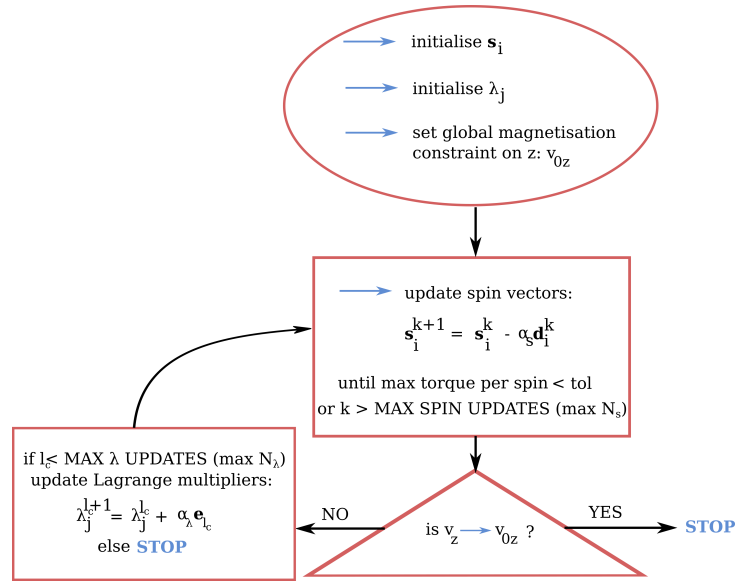 initialise s_i
initialise λ_j
set global magnetisation
constraint on z: v_0z
update spin vectors:
s_i^k+1 = s_i^k - α_s d_i^k
until max torque per spin < tol
or k > MAX SPIN UPDATES (max N_s)
if l_c < MAX λ UPDATES (max N_λ)
update Lagrange multipliers:
λ_j^l_c+1 = λ_j^l_c + α_λ e_l_c
else STOP
NO
is v_z → v_0z ?
YES
STOP